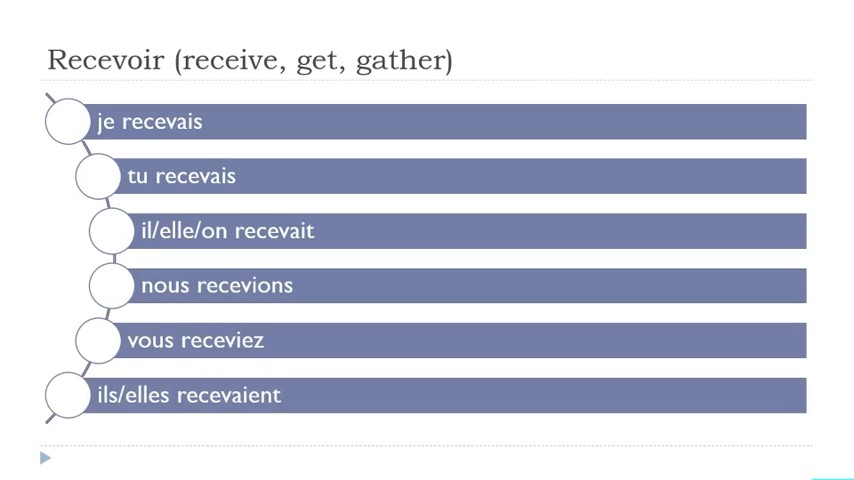 Recevoir (receive, get, gather)
je recevais
tu recevais
il/elle/on recevait
nous recevions
vous receviez
ils/elles recevaient